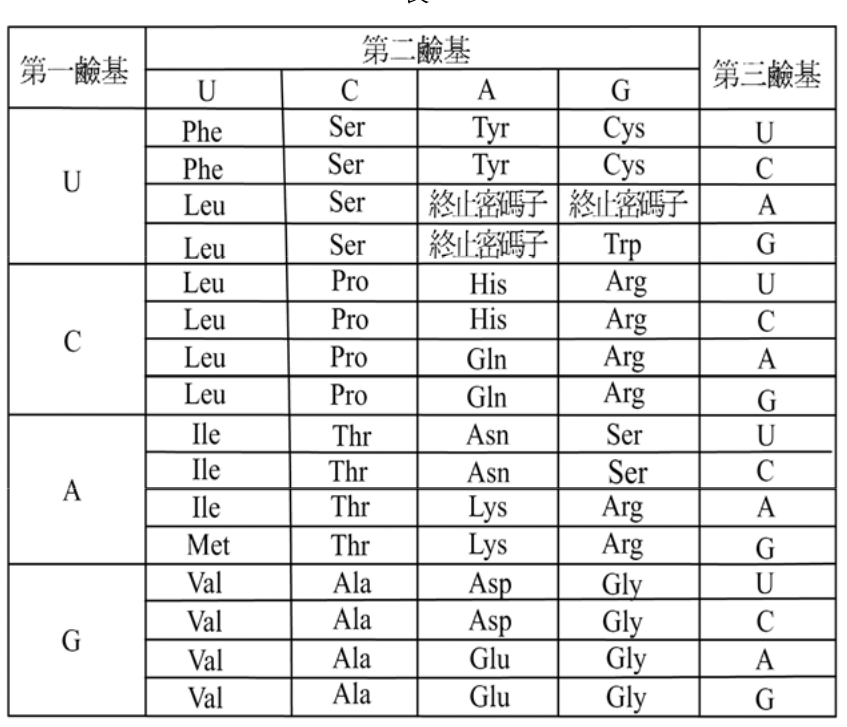 第一鹼基 第二鹼基 第三鹼基
U C A G
U Phe Ser Tyr Cys U
Phe Ser Tyr Cys C
Leu Ser 終止密碼子 終止密碼子 A
Leu Ser 終止密碼子 Trp G
C Leu Pro His Arg U
Leu Pro His Arg C
Leu Pro Gln Arg A
Leu Pro Gln Arg G
A Ile Thr Asn Ser U
Ile Thr Asn Ser C
Ile Thr Lys Arg A
Met Thr Lys Arg G
G Val Ala Asp Gly U
Val Ala Asp Gly C
Val Ala Glu Gly A
Val Ala Glu Gly G